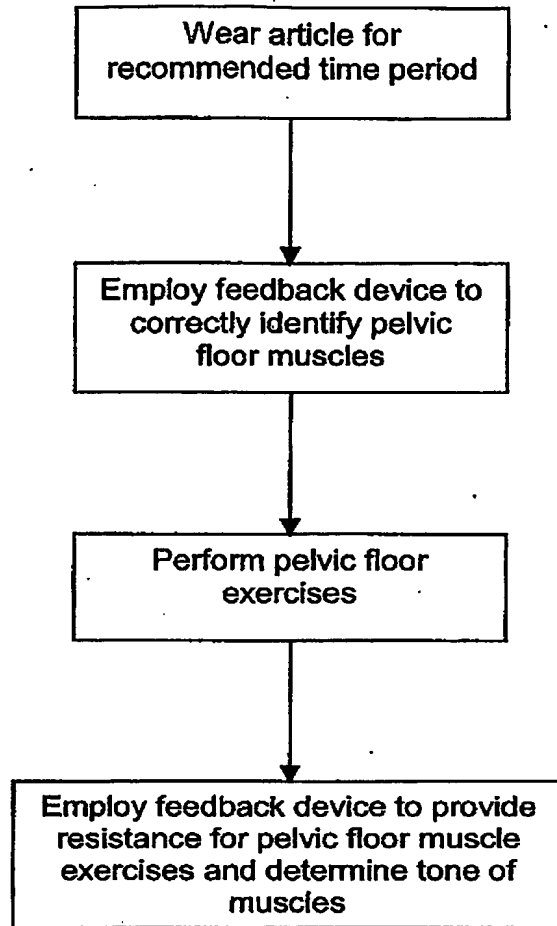 Wear article for
recommended time period
Employ feedback device to
correctly identify pelvic
floor muscles
Perform pelvic floor
exercises
Employ feedback device to provide
resistance for pelvic floor muscle
exercises and determine tone of
muscles